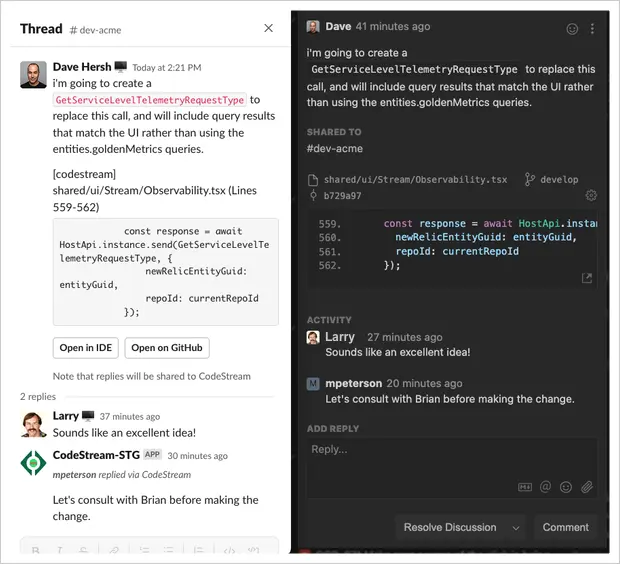 Thread # dev-acme
Dave Hersh Today at 2:21 PM
i'm going to create a
GetServiceLevelTelemetryRequestType to
replace this call, and will include query results
that match the UI rather than using the
entities.goldenMetrics queries.
[codestream]
shared/ui/Stream/Observability.tsx (Lines
559-562)
const response = await
HostApi.instance.send(GetServiceLevelTe
lemetryRequestType, {
newRelicEntityGuid:
entityGuid,
repoId: currentRepoId
});
Open in IDE Open on GitHub
Note that replies will be shared to CodeStream
2 replies
Larry 37 minutes ago
Sounds like an excellent idea!
CodeStream-STG APP 30 minutes ago
mpeterson replied via CodeStream
Let's consult with Brian before making the
change.
Dave 41 minutes ago
i'm going to create a
GetServiceLevelTelemetryRequestType to replace this
call, and will include query results that match the UI rather
than using the entities.goldenMetrics queries.
SHARED TO
#dev-acme
shared/ui/Stream/Observability.tsx develop
b729a97
559. const response = await HostApi.instan
560. newRelicEntityGuid: entityGuid,
561. repoId: currentRepoId
562. });
ACTIVITY
Larry 27 minutes ago
Sounds like an excellent idea!
M mpeterson 20 minutes ago
Let's consult with Brian before making the change.
ADD REPLY
Reply...
Resolve Discussion Comment